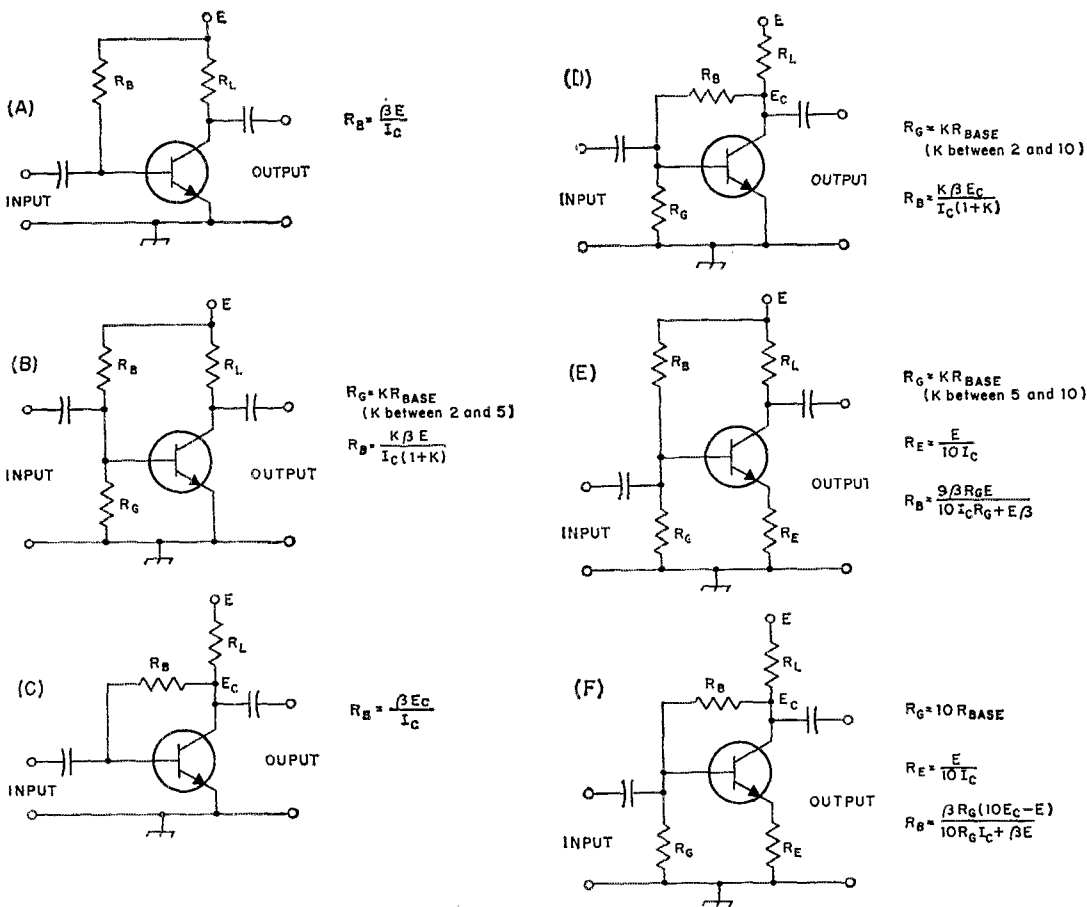 (A)
E
R_B
R_L
INPUT
OUTPUT
R_B = βE / I_C
(B)
E
R_B
R_L
R_G
INPUT
OUTPUT
R_G = KR_BASE
(K between 2 and 5)
R_B = KβE / I_C(1+K)
(C)
E
R_L
R_B
E_C
INPUT
OUPUT
R_B = βE_C / I_C
(D)
E
R_L
R_B
E_C
R_G
INPUT
OUTPUT
R_G = KR_BASE
(K between 2 and 10)
R_B = KβE_C / I_C(1+K)
(E)
E
R_B
R_L
R_G
R_E
INPUT
OUTPUT
R_G = KR_BASE
(K between 5 and 10)
R_E = E / 10I_C
R_B = 9βR_GE / 10I_CR_G+Eβ
(F)
E
R_L
R_B
E_C
R_G
R_E
INPUT
OUTPUT
R_G = 10R_BASE
R_E = E / 10I_C
R_B = βR_G(10E_C–E) / 10R_GI_C+βE